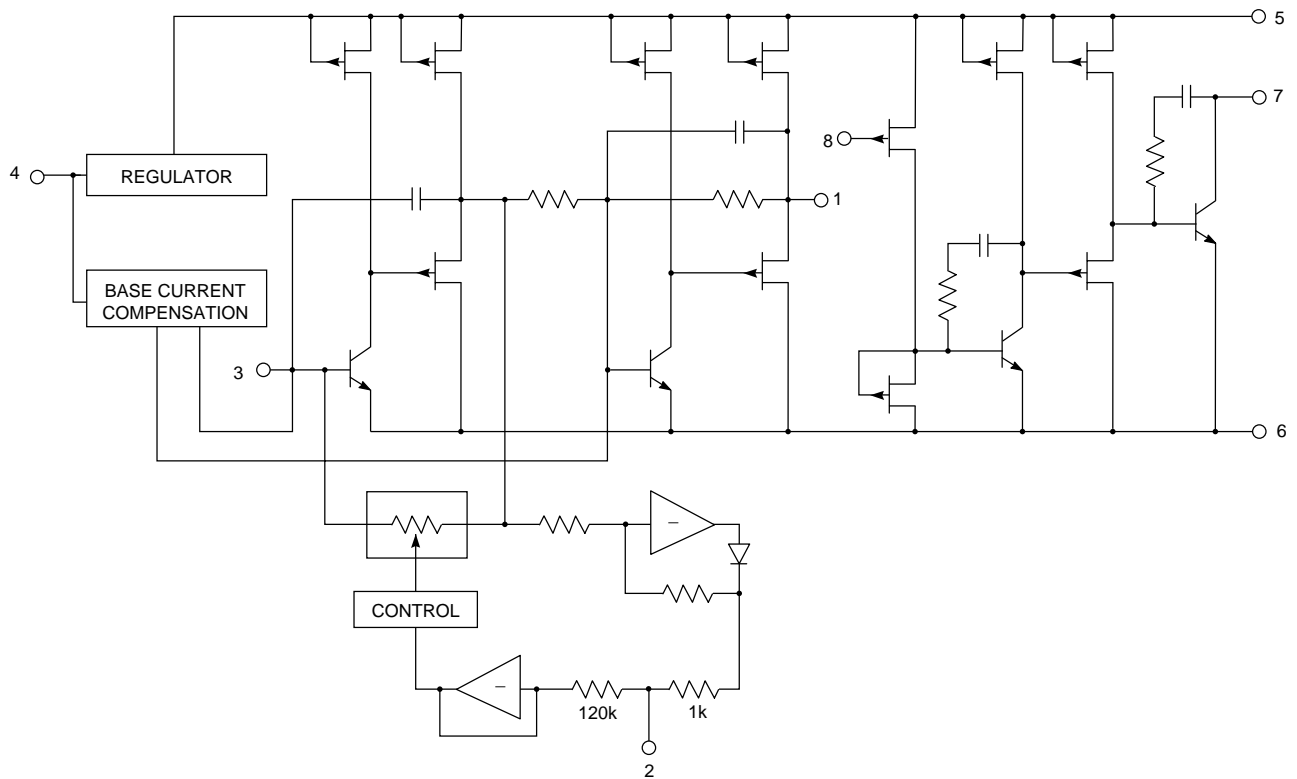 5
7
8
4
REGULATOR
1
BASE CURRENT
COMPENSATION
3
6
CONTROL
120k
1k
2